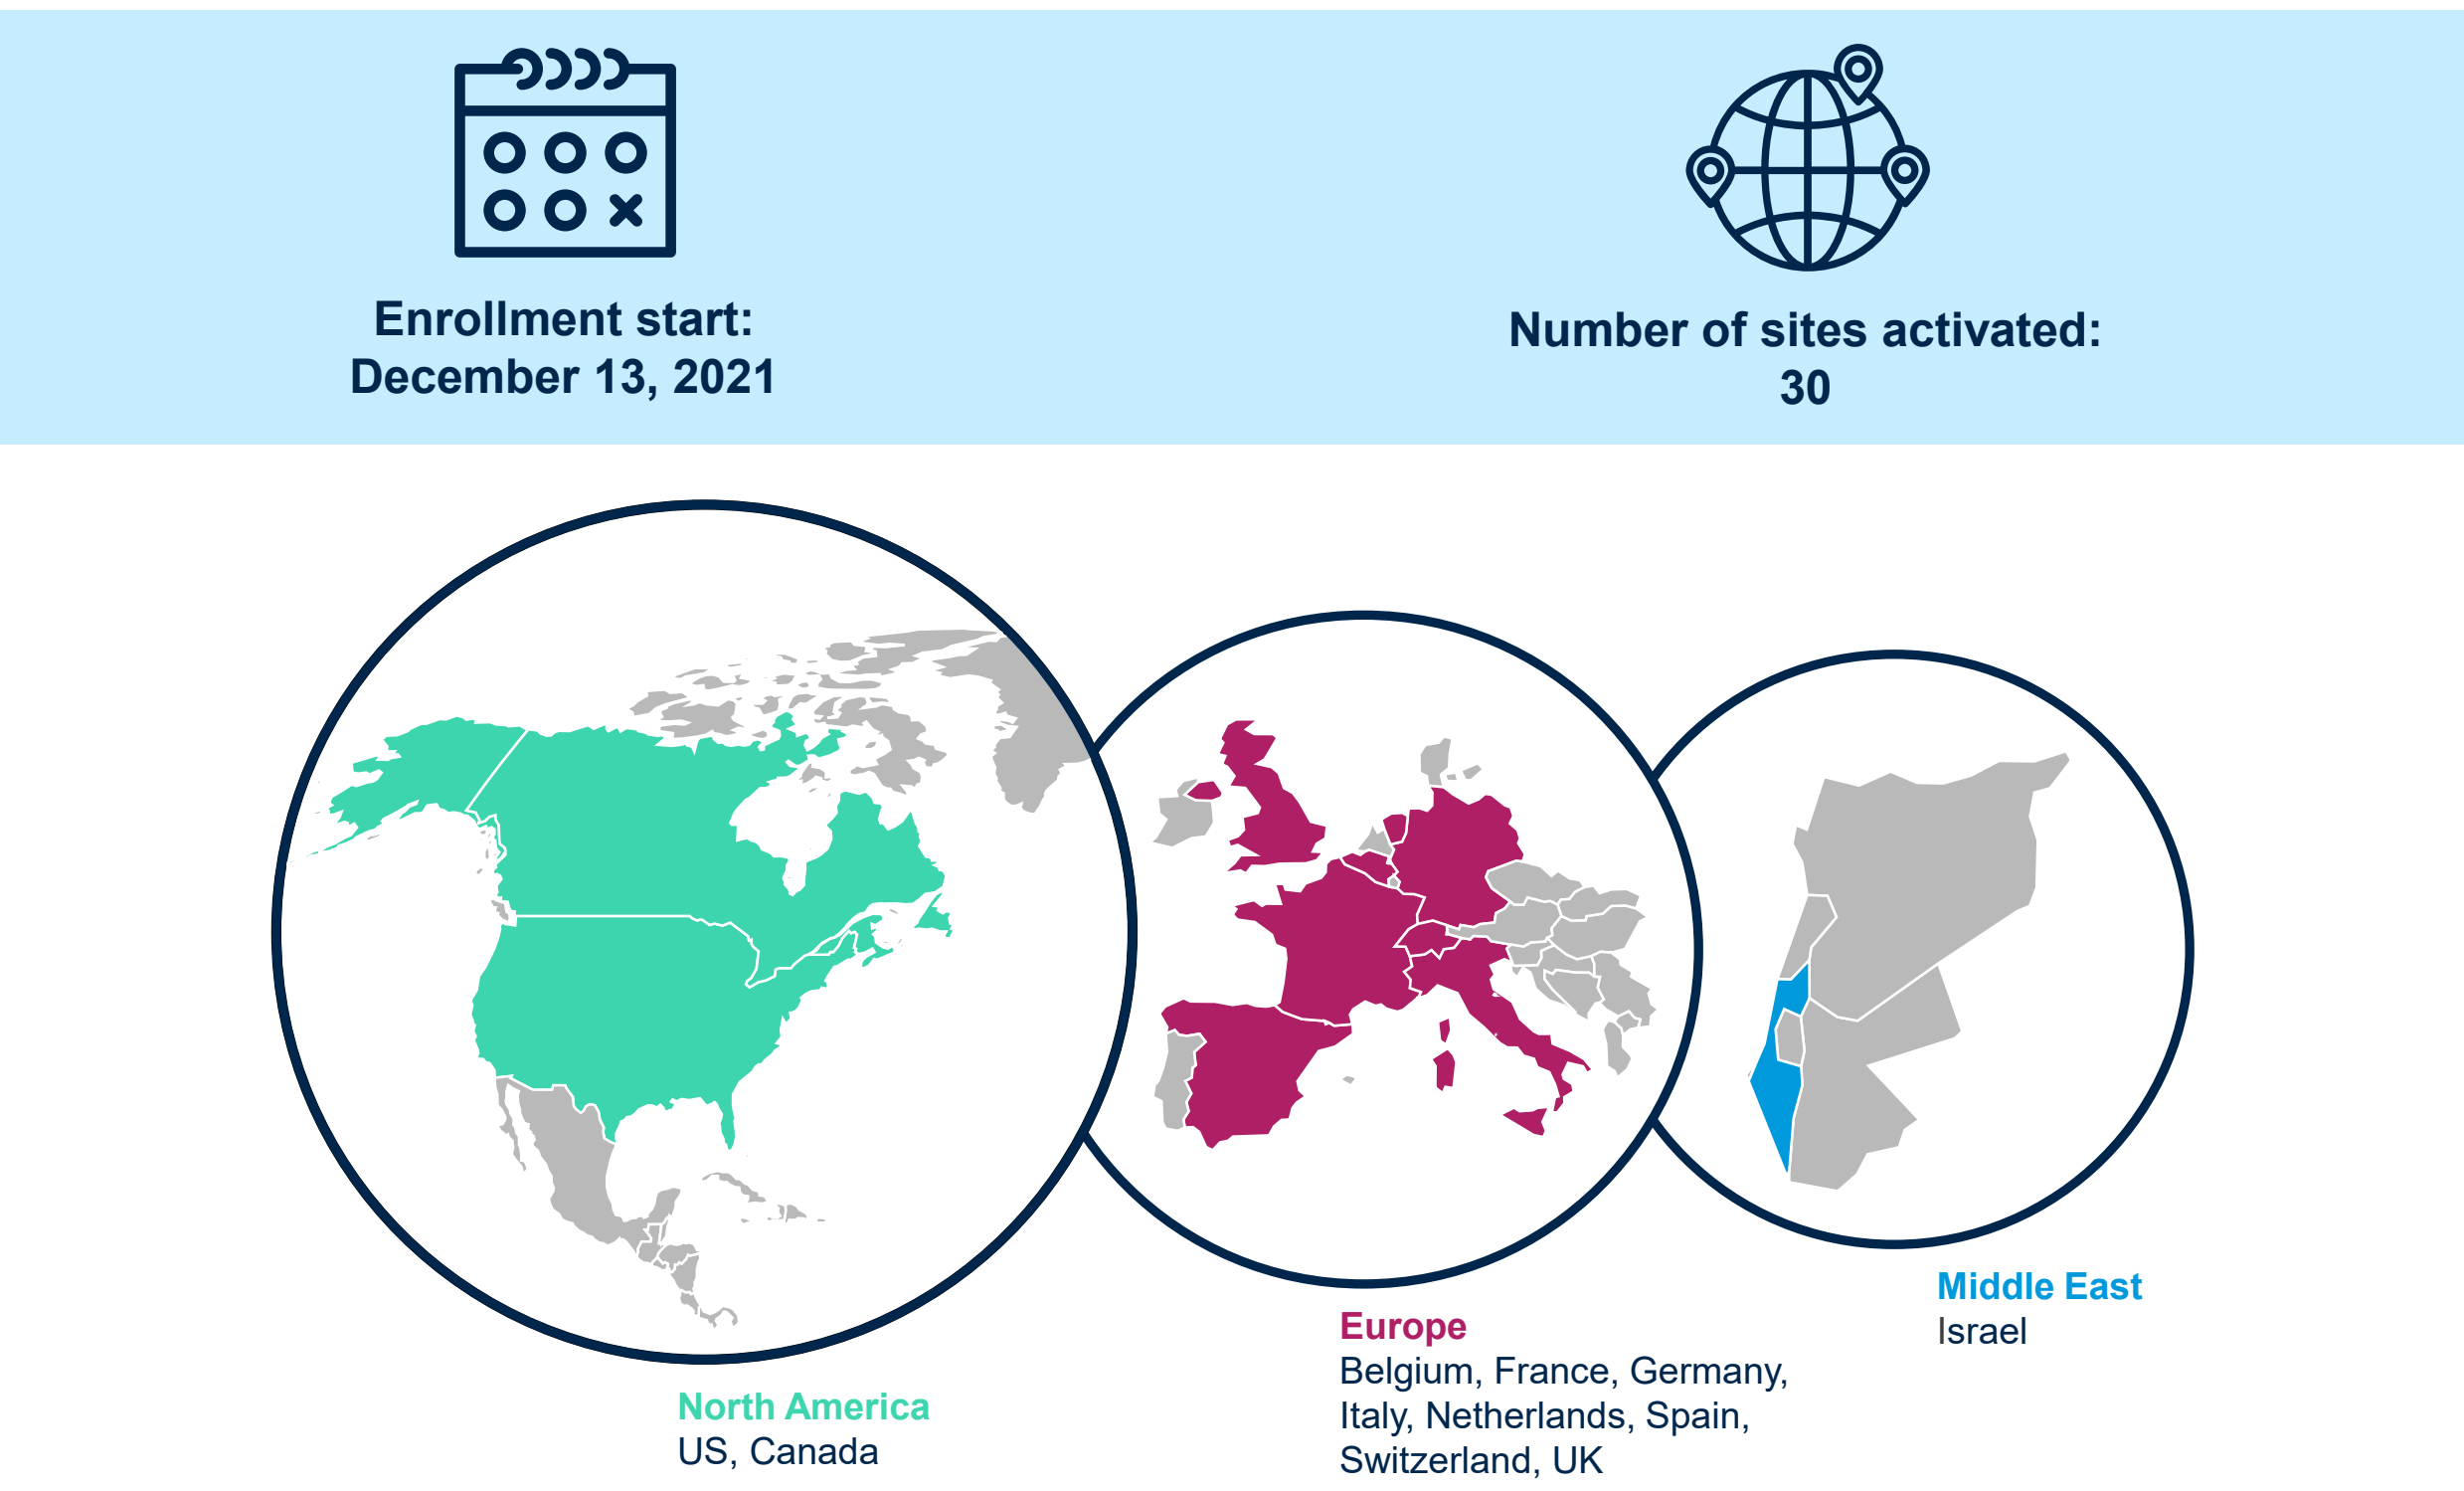 Enrollment start:
December 13, 2021
Number of sites activated:
30
North America
US, Canada
Europe
Belgium, France, Germany,
Italy, Netherlands, Spain,
Switzerland, UK
Middle East
Israel